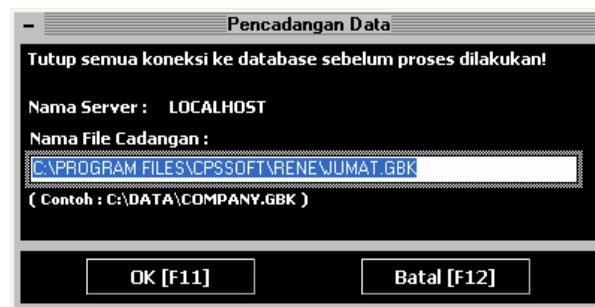 Pencadangan Data
Tutup semua koneksi ke database sebelum proses dilakukan!
Nama Server : LOCALHOST
Nama File Cadangan :
C:\PROGRAM FILES\CPSSOFT\RENE\JUMAT.GBK
( Contoh : C:\DATA\COMPANY.GBK )
OK [F11] Batal [F12]